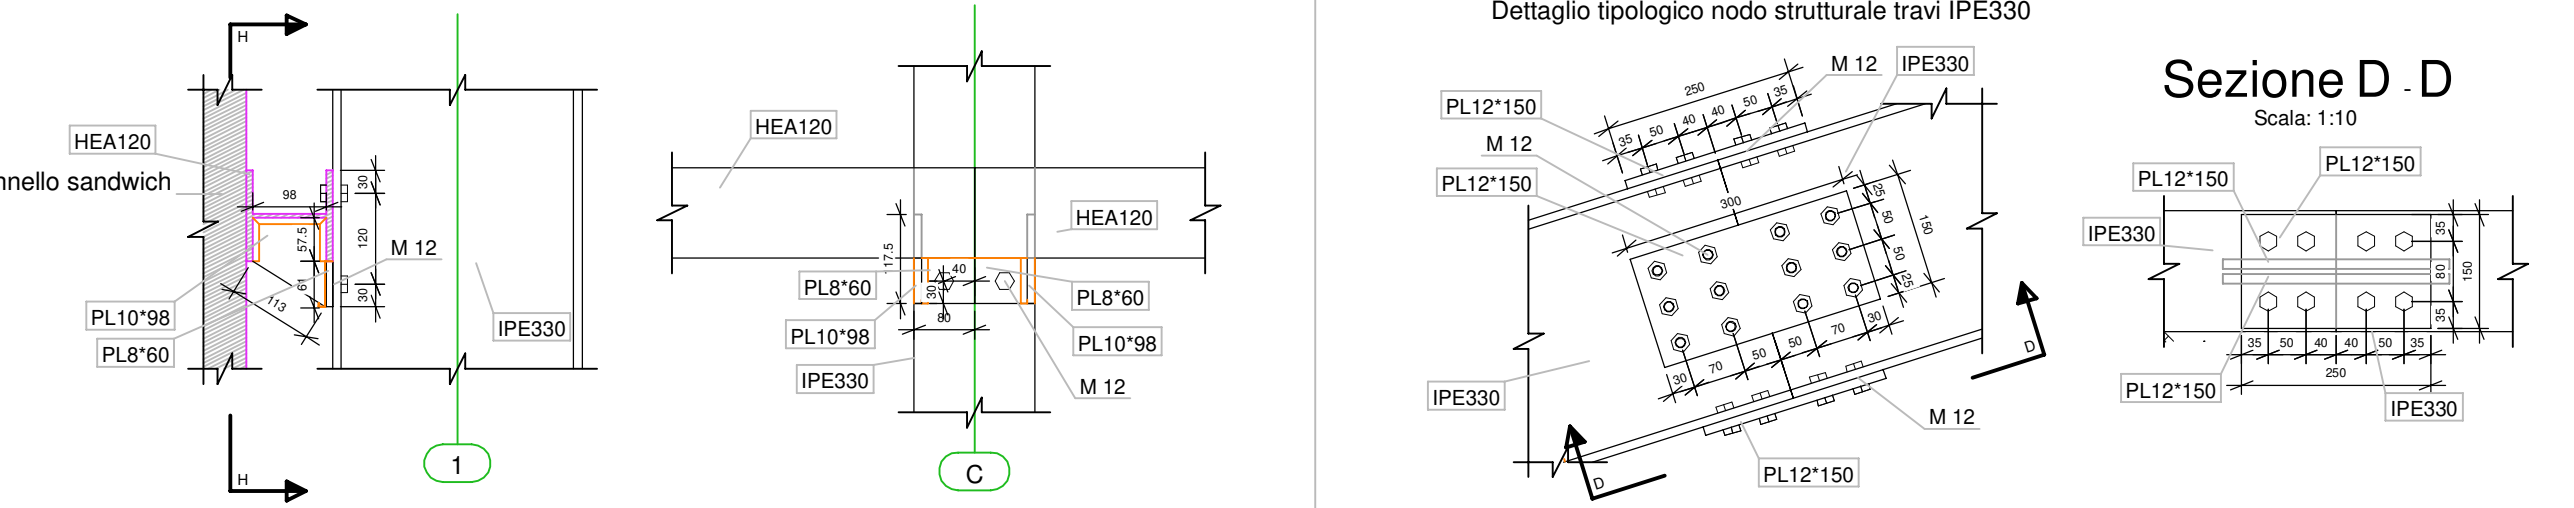 H
HEA120
nnello sandwich
98
30
57.5
120
61
30
113
M 12
PL10*98
PL8*60
IPE330
1
H
HEA120
HEA120
17.5
40
30
80
PL8*60
PL10*98
IPE330
PL8*60
PL10*98
M 12
C
Dettaglio tipologico nodo strutturale travi IPE330
M 12
IPE330
PL12*150
M 12
PL12*150
250
35 50 40 40 50 35
300
25
50
50
25
150
30 70 50 50 70 30
IPE330
M 12
PL12*150
D
D
Sezione D - D
Scala: 1:10
PL12*150
PL12*150
IPE330
35
80
35
150
35 50 40 40 50 35
250
PL12*150
IPE330